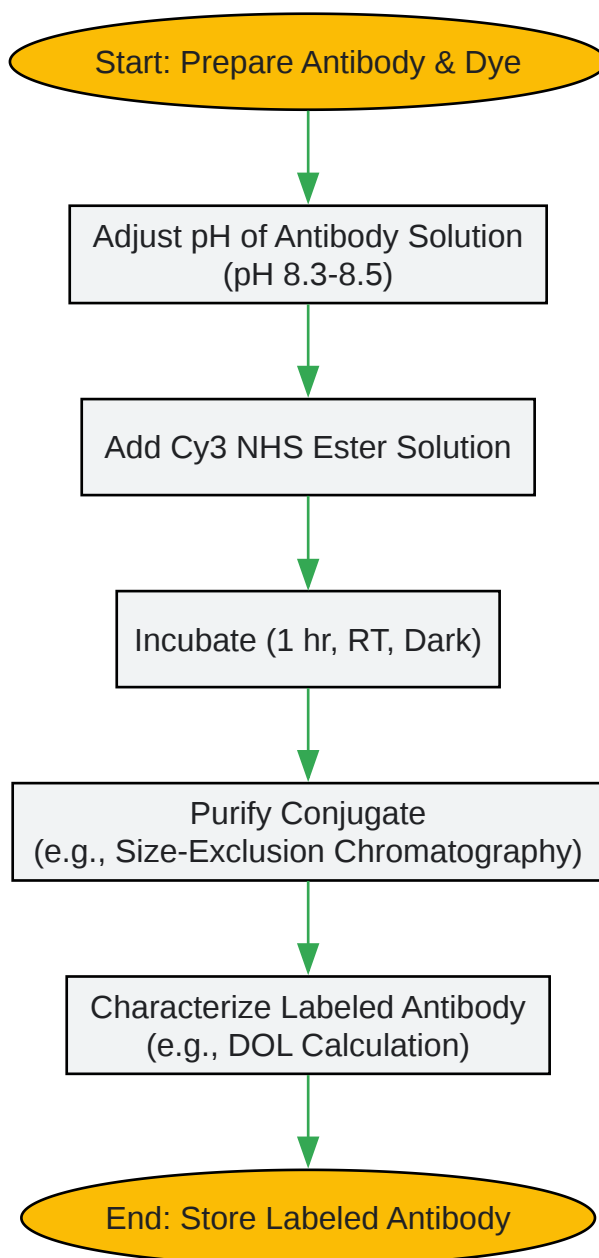 Start: Prepare Antibody & Dye
Adjust pH of Antibody Solution
(pH 8.3-8.5)
Add Cy3 NHS Ester Solution
Incubate (1 hr, RT, Dark)
Purify Conjugate
(e.g., Size-Exclusion Chromatography)
Characterize Labeled Antibody
(e.g., DOL Calculation)
End: Store Labeled Antibody